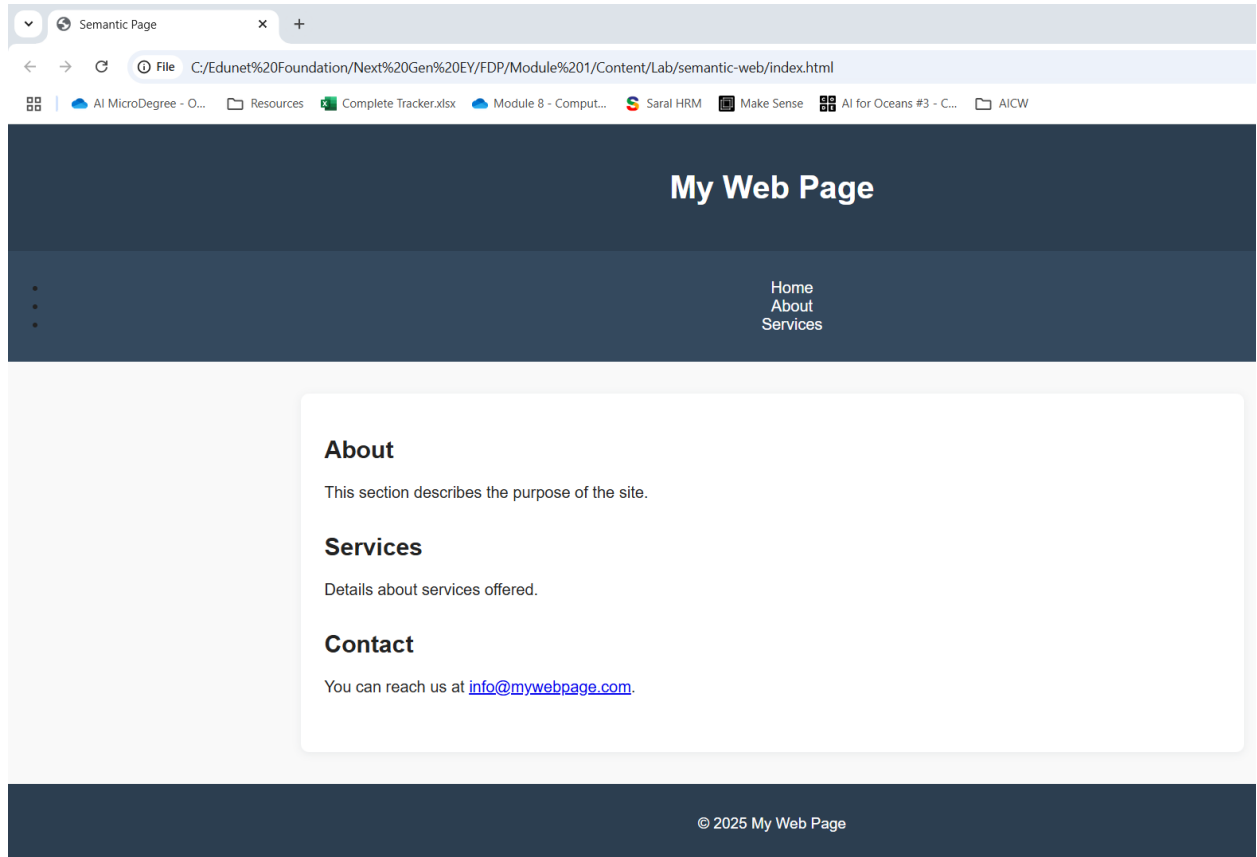 Semantic Page
File C:/Edunet%20Foundation/Next%20Gen%20EY/FDP/Module%201/Content/Lab/semantic-web/index.html
AI MicroDegree - O... Resources Complete Tracker.xlsx Module 8 - Comput... Saral HRM Make Sense AI for Oceans #3 - C... AICW
My Web Page
Home
About
Services
About
This section describes the purpose of the site.
Services
Details about services offered.
Contact
You can reach us at info@mywebpage.com.
© 2025 My Web Page